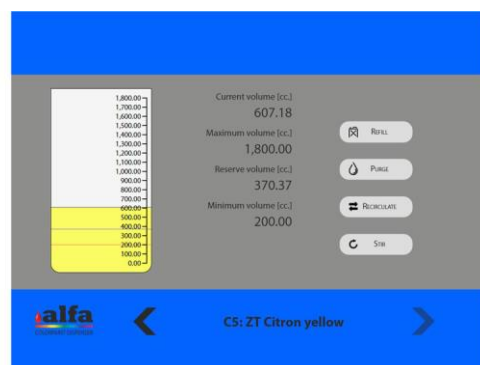 1,800.00
1,700.00
1,600.00
1,500.00
1,400.00
1,300.00
1,200.00
1,100.00
1,000.00
900.00
800.00
700.00
600.00
500.00
400.00
300.00
200.00
100.00
0.00
Current volume [cc.]
607.18
Maximum volume [cc.]
1,800.00
Reserve volume [cc.]
370.37
Minimum volume [cc.]
200.00
REFILL
PURGE
RECIRCULATE
STIR
alfa
C5: ZT Citron yellow